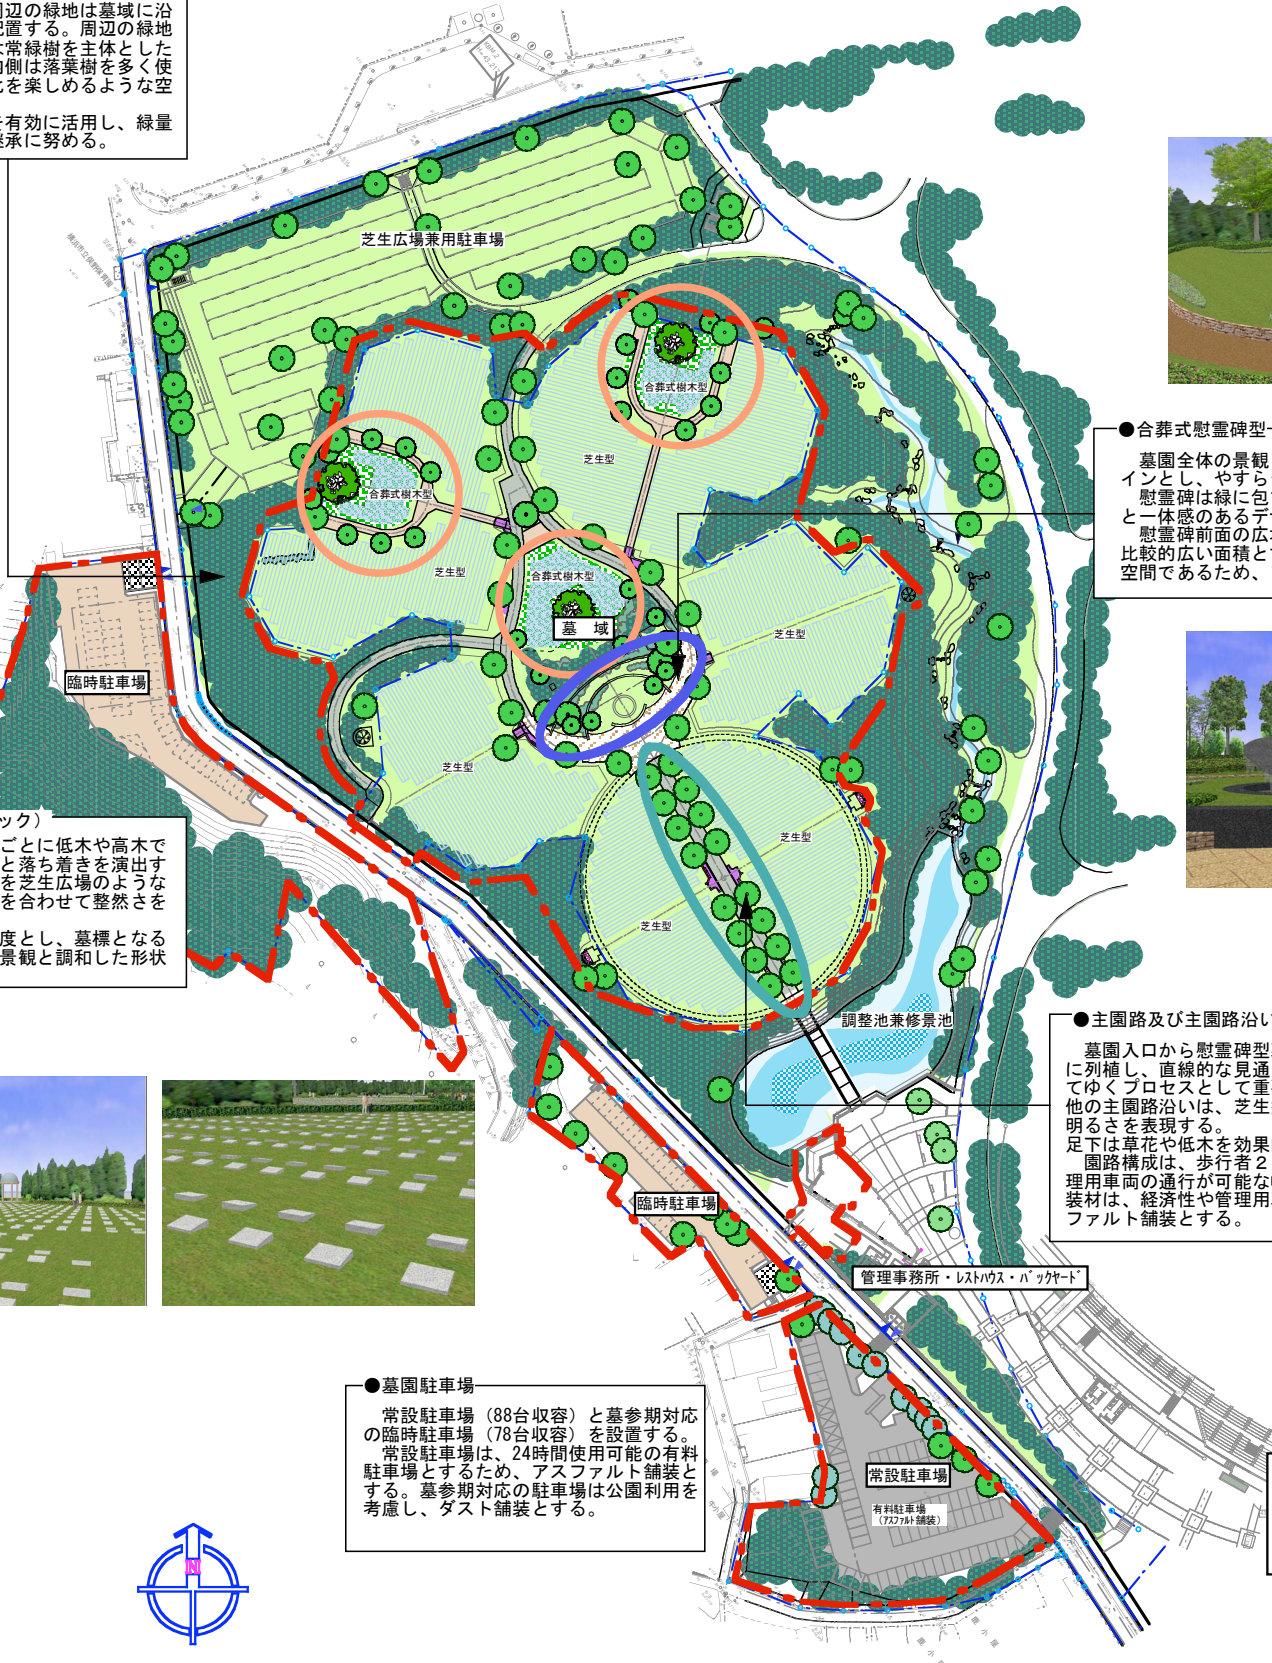 周辺の緑地は墓域に沿
配置する。周辺の緑地
は常緑樹を主体とした
内側は落葉樹を多く使
化を楽しめるような空
を有効に活用し、緑量
継承に努める。
KBM.2
H=43.21
芝生広場兼用駐車場
合葬式樹木型
芝生型
合葬式樹木型
芝生型
合葬式樹木型
墓 域
芝生型
芝生型
芝生型
芝生型
臨時駐車場
●合葬式慰霊碑型
墓園全体の景観
インとし、やすら
慰霊碑は緑に包
と一体感のあるデ
慰霊碑前面の広
比較的広い面積と
空間であるため、
ック）
ごとに低木や高木で
と落ち着きを演出す
を芝生広場のような
を合わせて整然さを
度とし、墓標となる
景観と調和した形状
調整池兼修景池
●主園路及び主園路沿い
墓園入口から慰霊碑型
に列植し、直線的な見通
てゆくプロセスとして重
他の主園路沿いは、芝生
明るさを表現する。
足下は草花や低木を効果
園路構成は、歩行者２
理用車両の通行が可能な
装材は、経済性や管理用
ファルト舗装とする。
臨時駐車場
管理事務所・ﾚｽﾄﾊｳｽ・ﾊﾞｯｸﾔｰﾄﾞ
●墓園駐車場
常設駐車場（88台収容）と墓参期対応
の臨時駐車場（78台収容）を設置する。
常設駐車場は、24時間使用可能の有料
駐車場とするため、アスファルト舗装と
する。墓参期対応の駐車場は公園利用を
考慮し、ダスト舗装とする。
常設駐車場
有料駐車場
（ｱｽﾌｧﾙﾄ舗装）
N